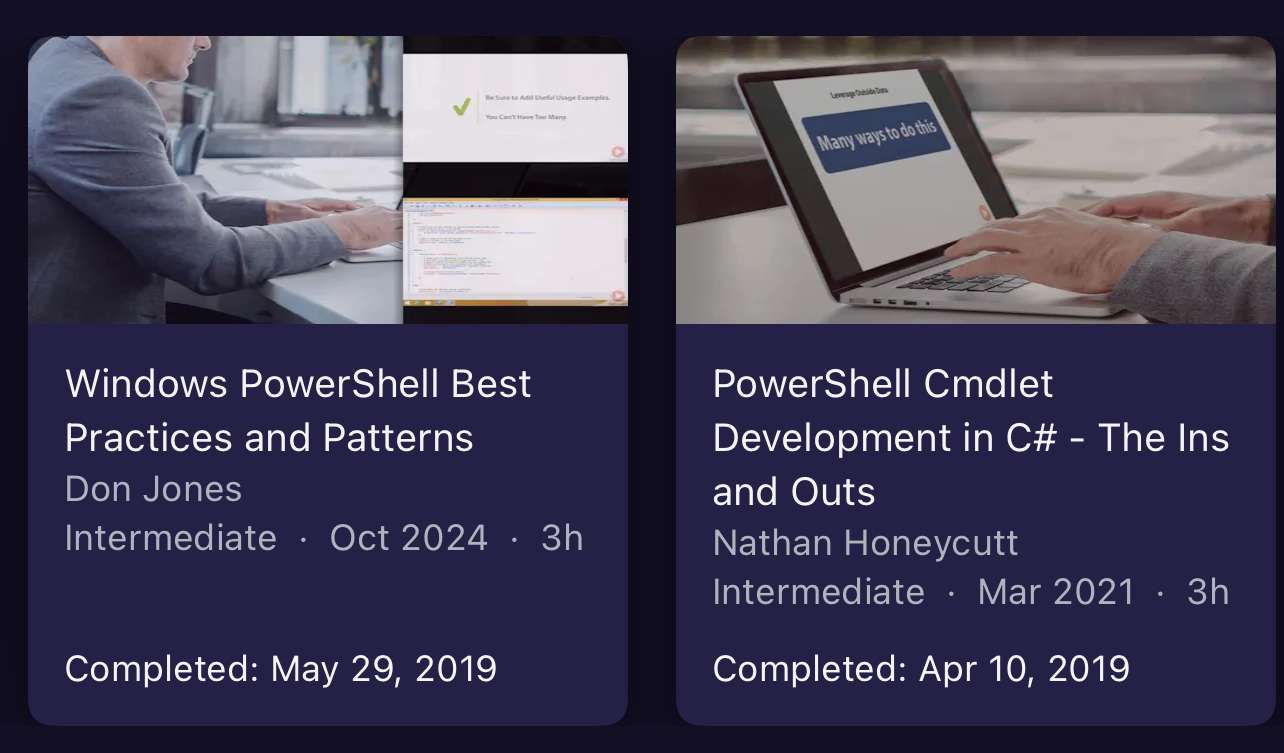 Be Sure to Add Useful Usage Examples.
You Can't Have Too Many
Leverage Outside Data
Many ways to do this
Windows PowerShell Best
Practices and Patterns
Don Jones
Intermediate · Oct 2024 · 3h
Completed: May 29, 2019
PowerShell Cmdlet
Development in C# - The Ins
and Outs
Nathan Honeycutt
Intermediate · Mar 2021 · 3h
Completed: Apr 10, 2019